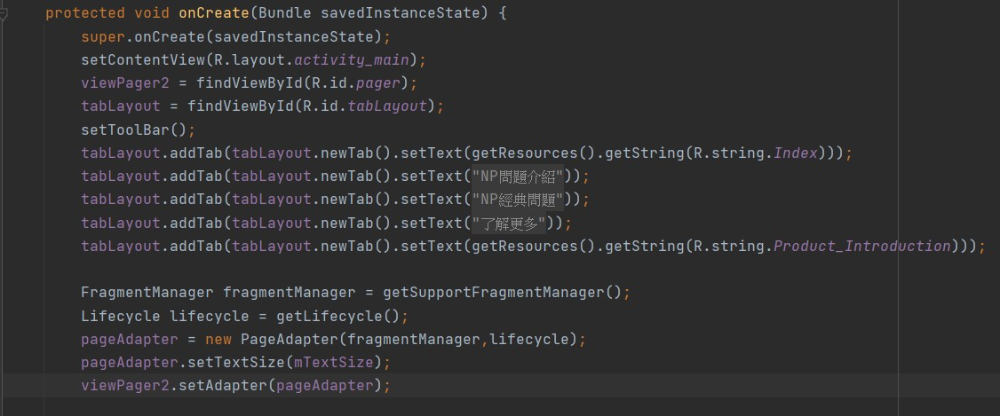 protected void onCreate(Bundle savedInstanceState) {
super.onCreate(savedInstanceState);
setContentView(R.layout.activity_main);
viewPager2 = findViewById(R.id.pager);
tabLayout = findViewById(R.id.tabLayout);
setToolBar();
tabLayout.addTab(tabLayout.newTab().setText(getResources().getString(R.string.Index)));
tabLayout.addTab(tabLayout.newTab().setText("NP問題介紹"));
tabLayout.addTab(tabLayout.newTab().setText("NP經典問題"));
tabLayout.addTab(tabLayout.newTab().setText("了解更多"));
tabLayout.addTab(tabLayout.newTab().setText(getResources().getString(R.string.Product_Introduction)));
FragmentManager fragmentManager = getSupportFragmentManager();
Lifecycle lifecycle = getLifecycle();
pageAdapter = new PageAdapter(fragmentManager,lifecycle);
pageAdapter.setTextSize(mTextSize);
viewPager2.setAdapter(pageAdapter);